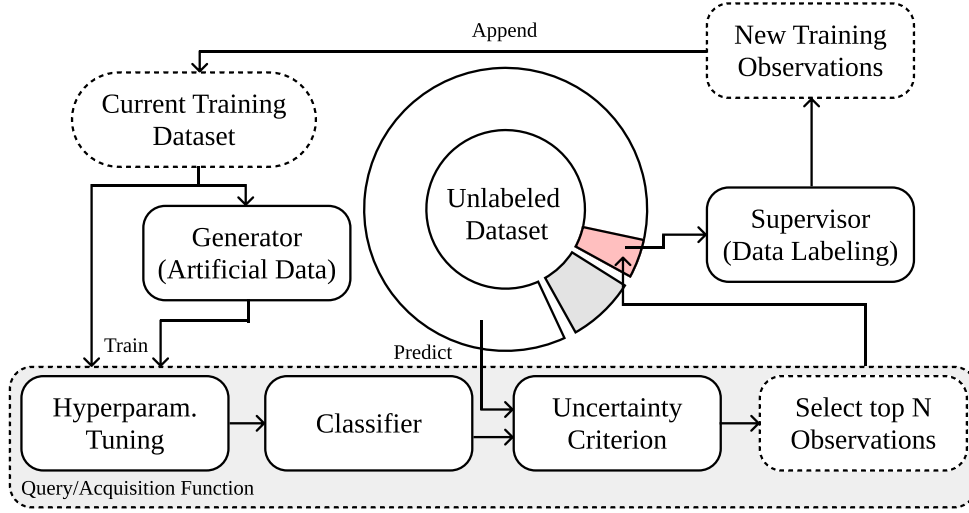 Append
New Training
Observations
Current Training
Dataset
Unlabeled
Dataset
Supervisor
(Data Labeling)
Generator
(Artificial Data)
Train
Predict
Hyperparam.
Tuning
Classifier
Uncertainty
Criterion
Select top N
Observations
Query/Acquisition Function